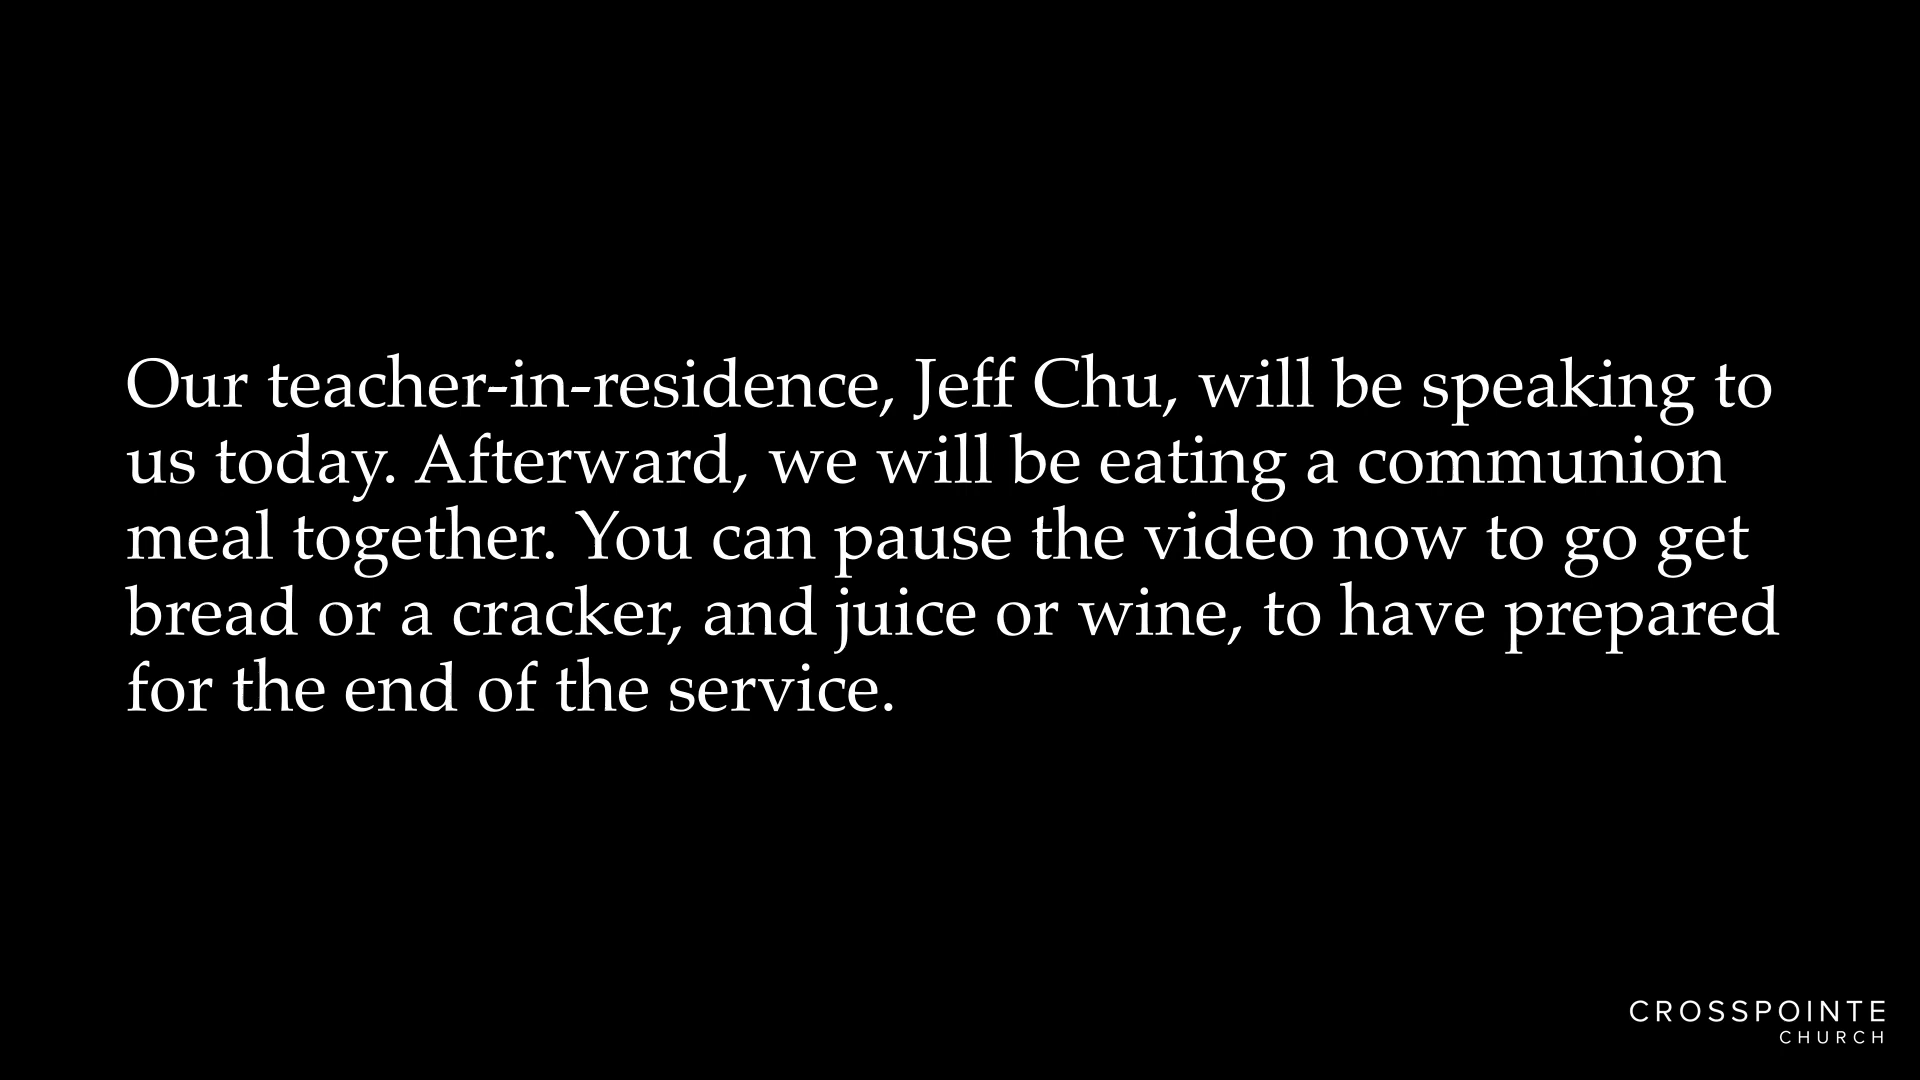 Our teacher-in-residence, Jeff Chu, will be speaking to
us today. Afterward, we will be eating a communion
meal together. You can pause the video now to go get
bread or a cracker, and juice or wine, to have prepared
for the end of the service.
CROSSPOINTE
CHURCH